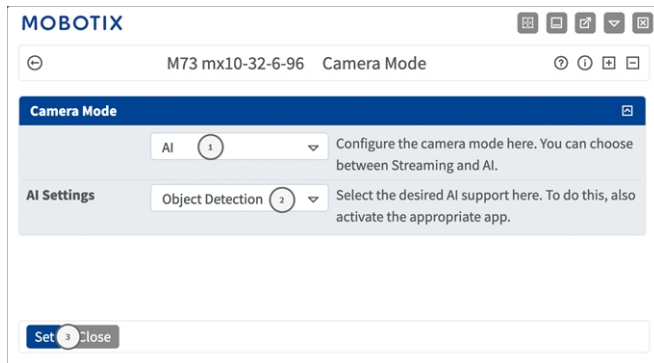 MOBOTIX
M73 mx10-32-6-96 Camera Mode
Camera Mode
AI 1
Configure the camera mode here. You can choose
between Streaming and AI.
AI Settings
Object Detection 2
Select the desired AI support here. To do this, also
activate the appropriate app.
Set 3 Close